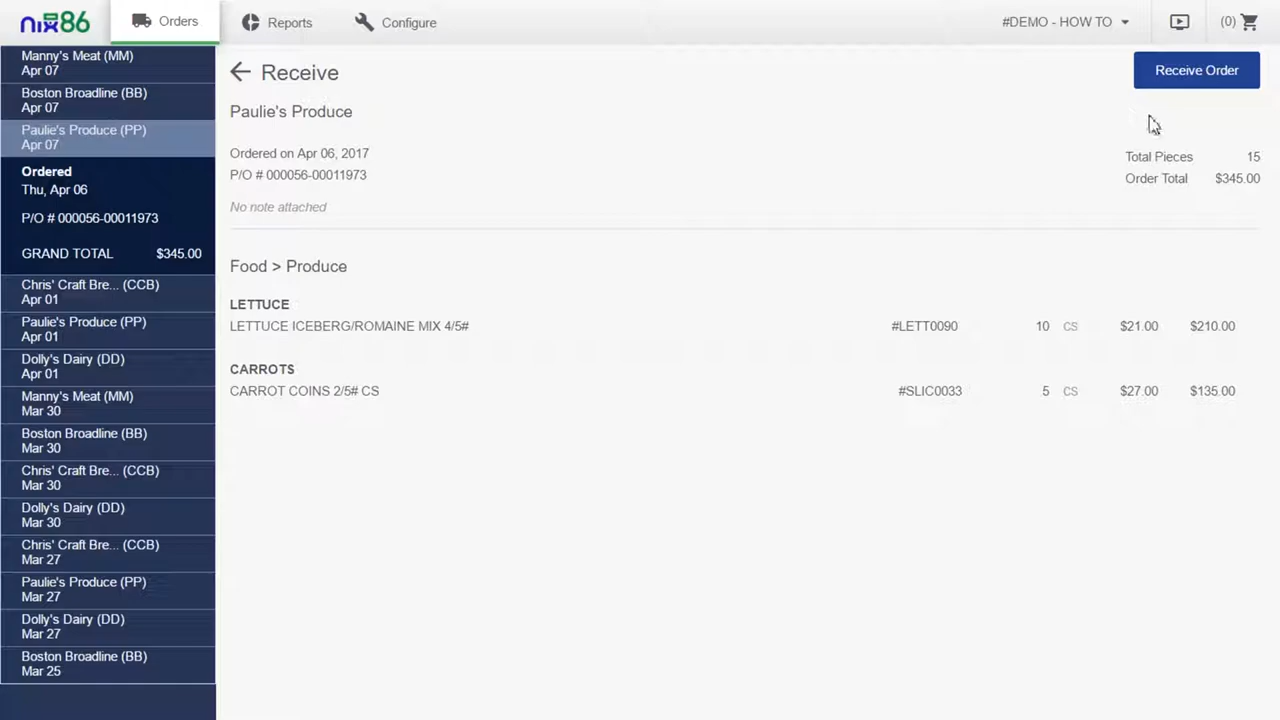 nix86
Orders
Reports
Configure
#DEMO - HOW TO
(0)
Manny's Meat (MM)
Apr 07
Boston Broadline (BB)
Apr 07
Paulie's Produce (PP)
Apr 07
Ordered
Thu, Apr 06
P/O # 000056-00011973
GRAND TOTAL $345.00
Chris' Craft Bre... (CCB)
Apr 01
Paulie's Produce (PP)
Apr 01
Dolly's Dairy (DD)
Apr 01
Manny's Meat (MM)
Mar 30
Boston Broadline (BB)
Mar 30
Chris' Craft Bre... (CCB)
Mar 30
Dolly's Dairy (DD)
Mar 30
Chris' Craft Bre... (CCB)
Mar 27
Paulie's Produce (PP)
Mar 27
Dolly's Dairy (DD)
Mar 27
Boston Broadline (BB)
Mar 25
Receive
Receive Order
Paulie's Produce
Ordered on Apr 06, 2017
P/O # 000056-00011973
No note attached
Total Pieces 15
Order Total $345.00
Food > Produce
LETTUCE
LETTUCE ICEBERG/ROMAINE MIX 4/5# #LETT0090 10 CS $21.00 $210.00
CARROTS
CARROT COINS 2/5# CS #SLIC0033 5 CS $27.00 $135.00